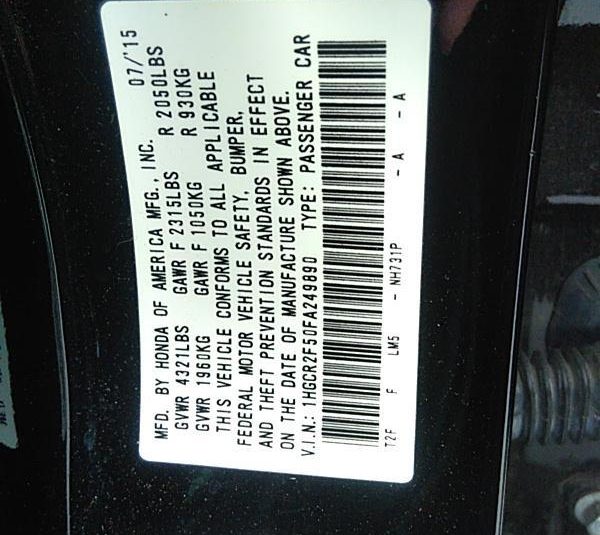 MFD. BY HONDA OF AMERICA MFG., INC. 07/'15
GVWR 4321LBS GAWR F 2315LBS R 2050LBS
GVWR 1960KG GAWR F 1050KG R 930KG
THIS VEHICLE CONFORMS TO ALL APPLICABLE
FEDERAL MOTOR VEHICLE SAFETY, BUMPER,
AND THEFT PREVENTION STANDARDS IN EFFECT
ON THE DATE OF MANUFACTURE SHOWN ABOVE.
V.I.N.: 1HGCR2F50FA249890 TYPE: PASSENGER CAR
T2F F LM5 - NH731P - A - A